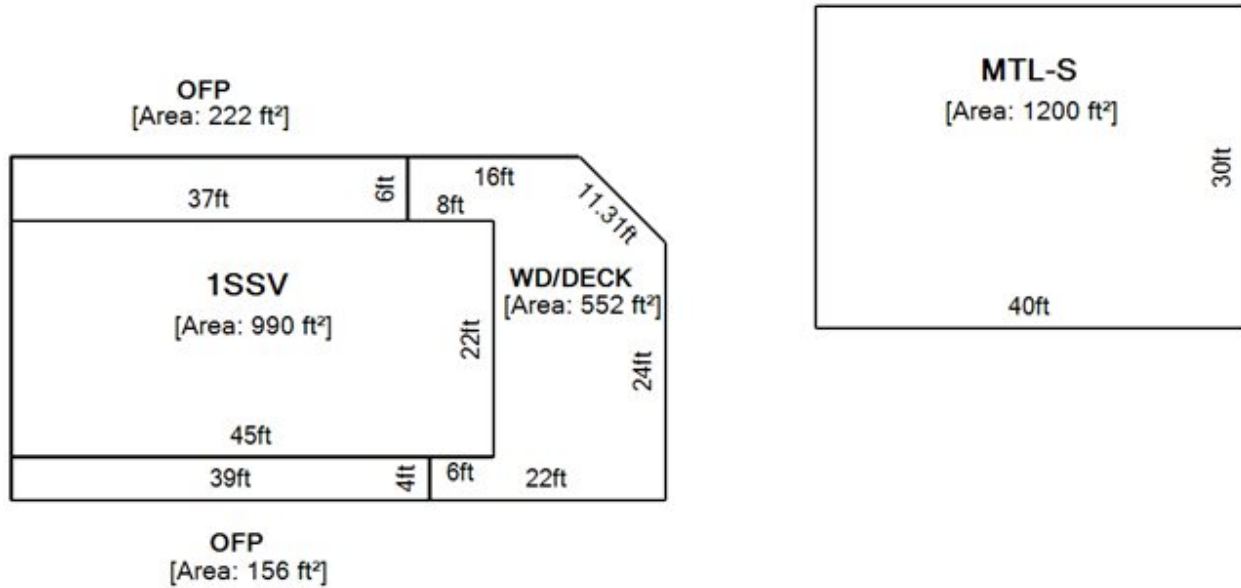 OFP
[Area: 222 ft²]
37ft
6ft
16ft
8ft
11.31ft
1SSV
[Area: 990 ft²]
22ft
45ft
WD/DECK
[Area: 552 ft²]
24ft
39ft
4ft
6ft
22ft
OFP
[Area: 156 ft²]
MTL-S
[Area: 1200 ft²]
30ft
40ft